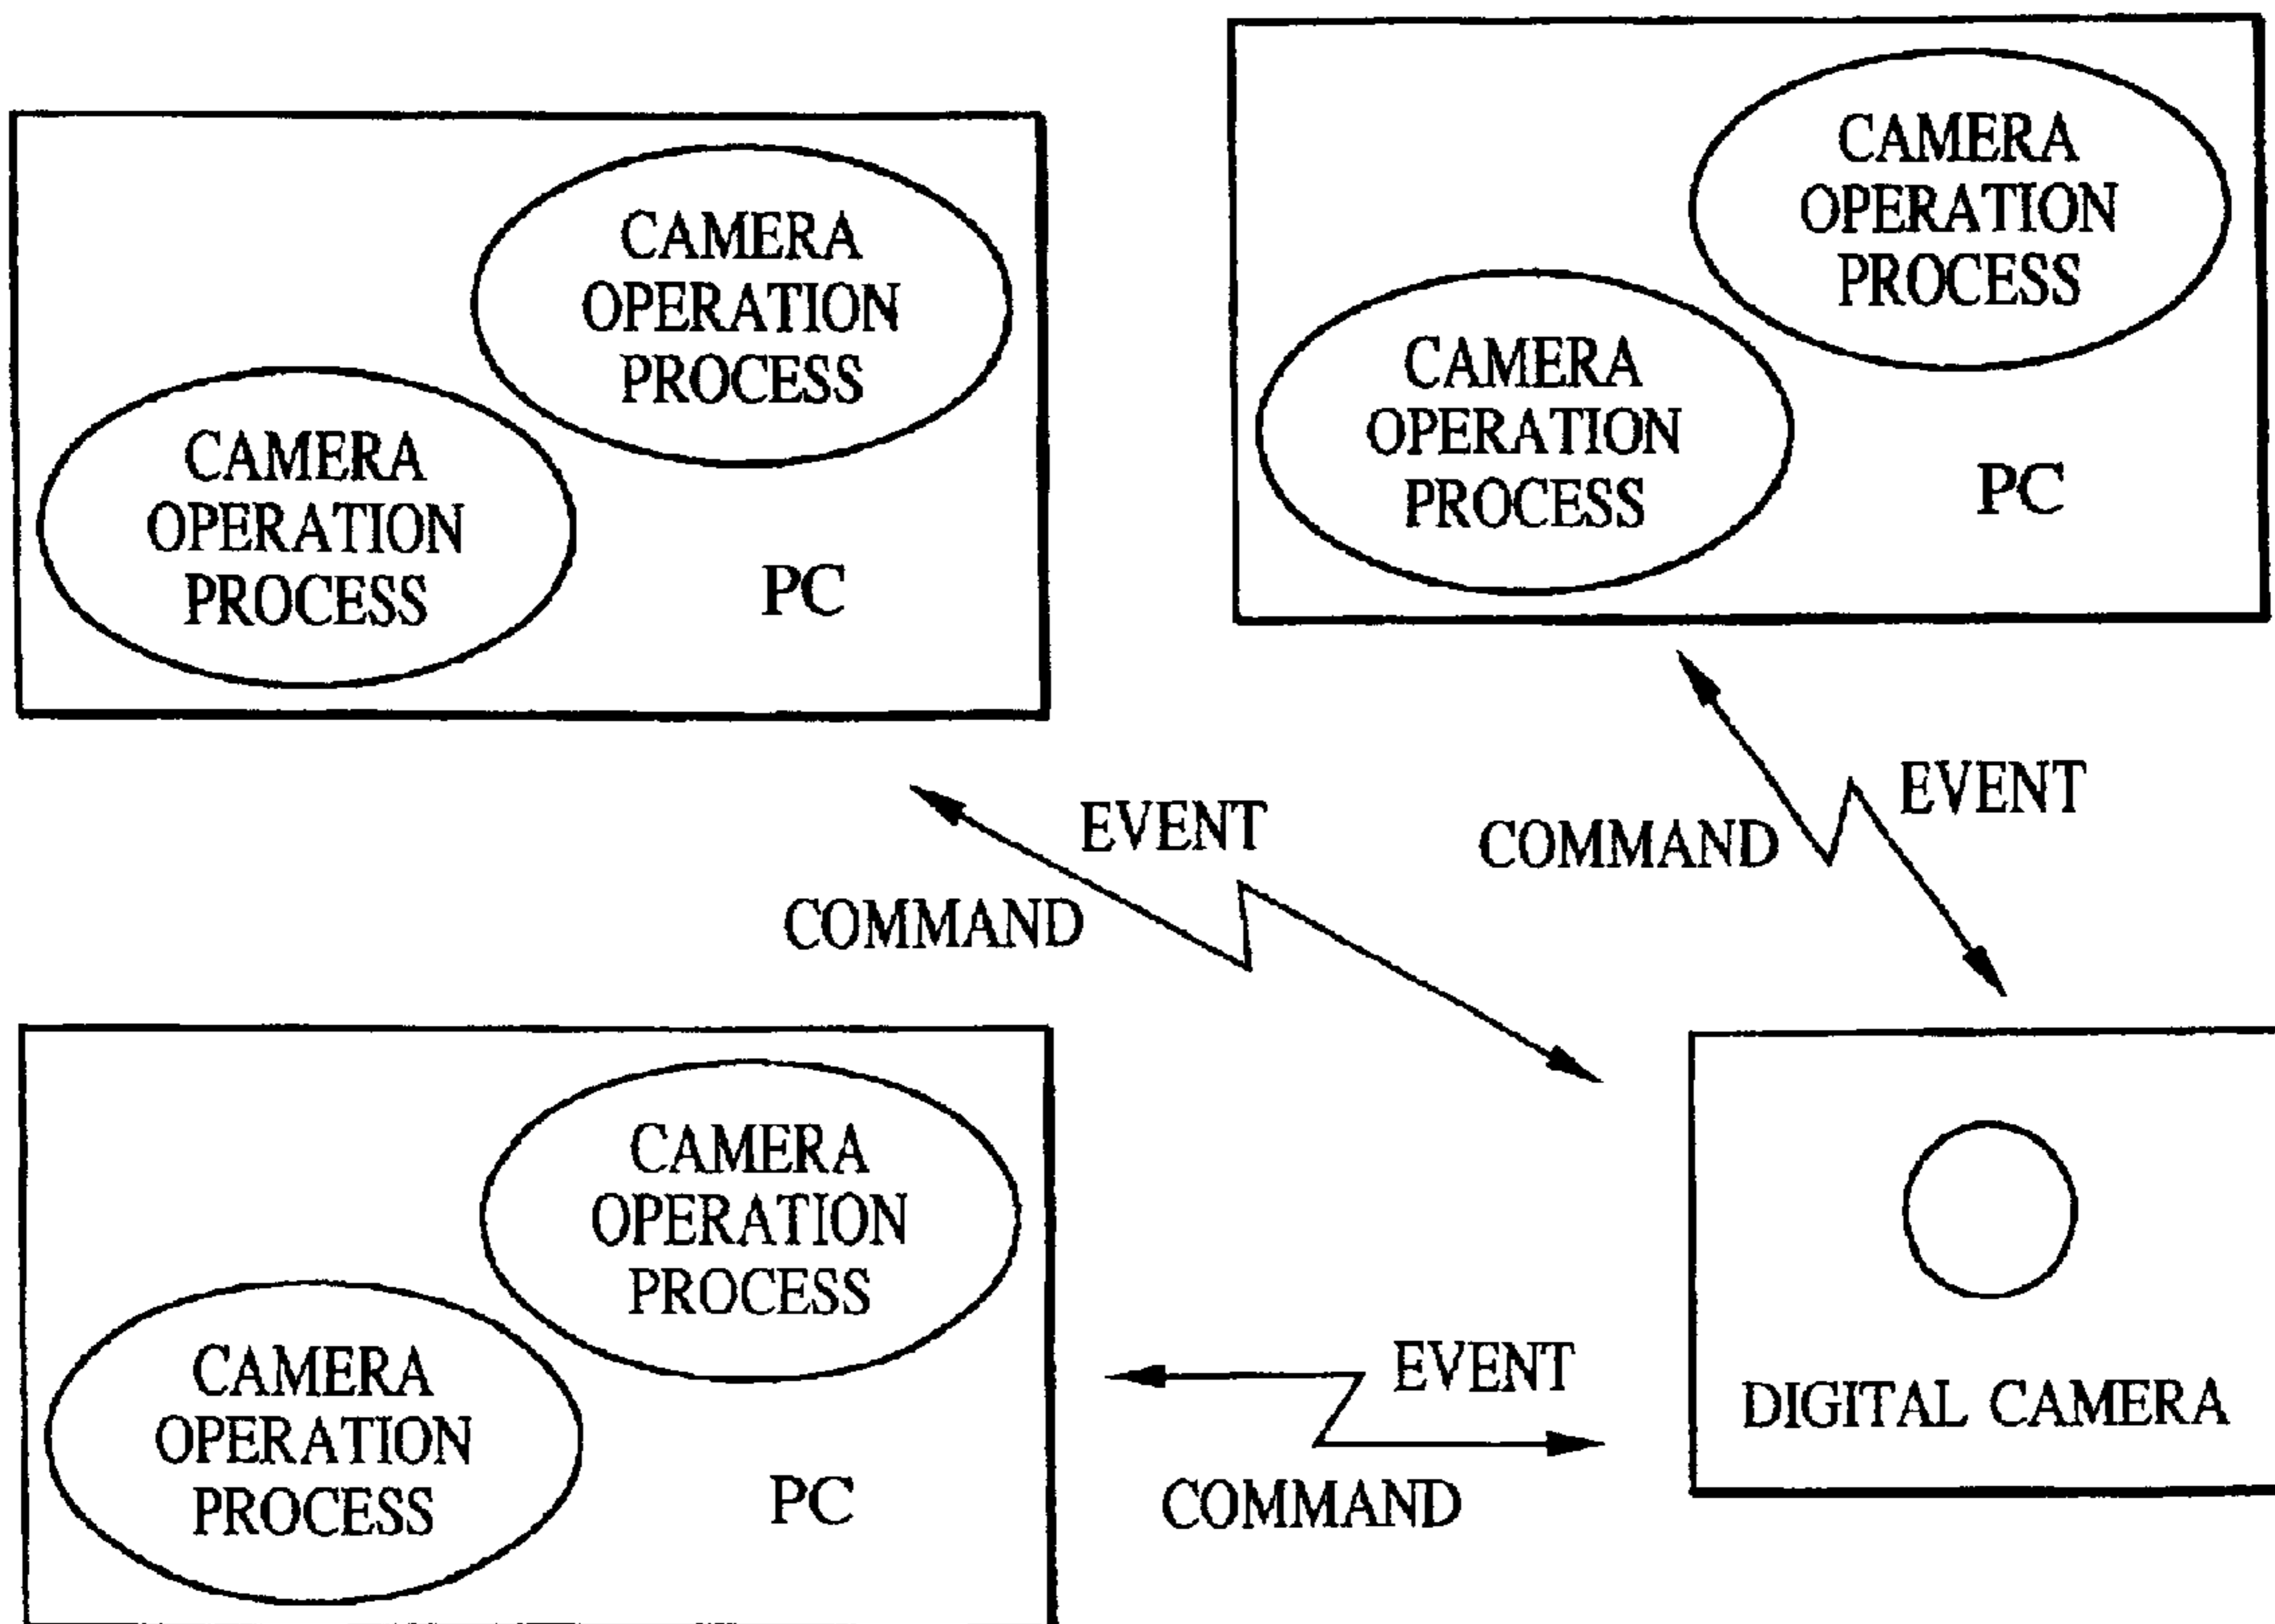 CAMERA
OPERATION
PROCESS
CAMERA
OPERATION
PROCESS
PC
CAMERA
OPERATION
PROCESS
CAMERA
OPERATION
PROCESS
PC
EVENT
COMMAND
EVENT
COMMAND
CAMERA
OPERATION
PROCESS
CAMERA
OPERATION
PROCESS
PC
EVENT
COMMAND
DIGITAL CAMERA